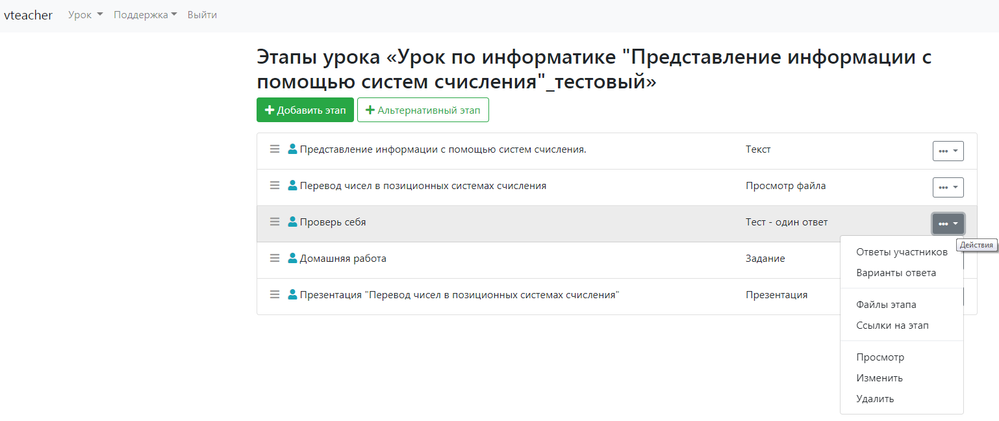 vteacher Урок Поддержка Выйти
Этапы урока «Урок по информатике "Представление информации с
помощью систем счисления"_тестовый»
Добавить этап Альтернативный этап
Представление информации с помощью систем счисления. Текст
Перевод чисел в позиционных системах счисления Просмотр файла
Проверь себя Тест - один ответ
Действия
Ответы участников
Домашняя работа Задание
Варианты ответа
Презентация "Перевод чисел в позиционных системах счисления" Презентация
Файлы этапа
Ссылки на этап
Просмотр
Изменить
Удалить